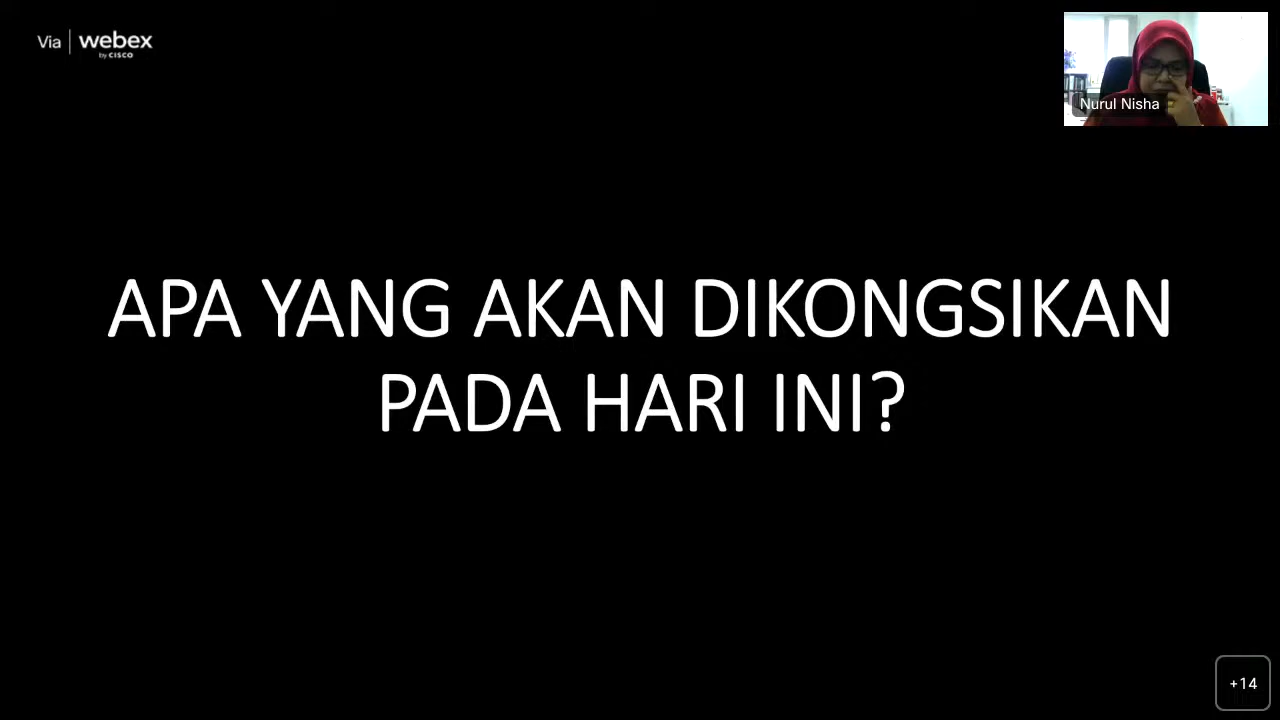 Via webex
by CISCO
Nurul Nisha
APA YANG AKAN DIKONGSIKAN
PADA HARI INI?
+14